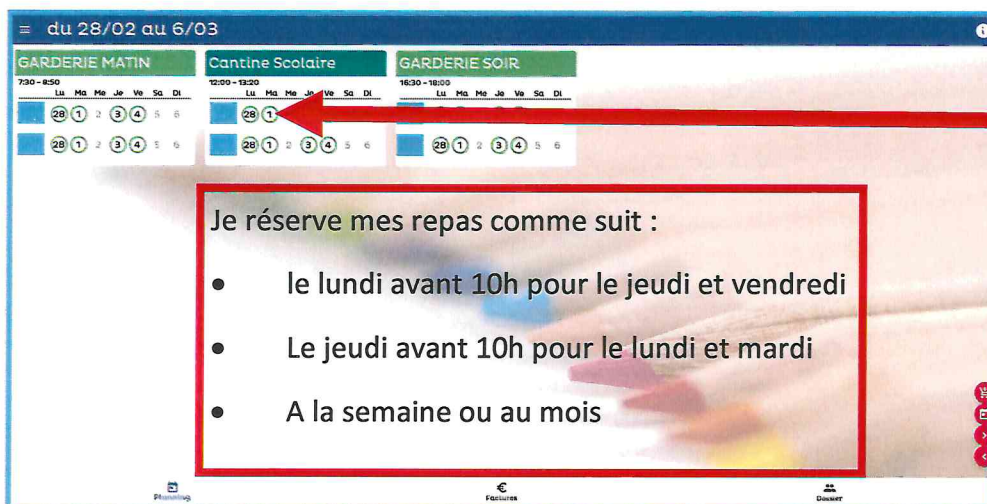 ≡ du 28/02 au 6/03
GARDERIE MATIN
7:30 - 8:50
Lu Ma Me Je Ve Sa Di
28 1 2 3 4 5 6
28 1 2 3 4 5 6
Cantine Scolaire
12:00 - 13:20
Lu Ma Me Je Ve Sa Di
28 1
28 1 2 3 4 5 6
GARDERIE SOIR
16:30 - 18:00
Lu Ma Me Je Ve Sa Di
28 1 2 3 4 5 6
Je réserve mes repas comme suit :
• le lundi avant 10h pour le jeudi et vendredi
• Le jeudi avant 10h pour le lundi et mardi
• A la semaine ou au mois
Planning
€
Factures
Dossier